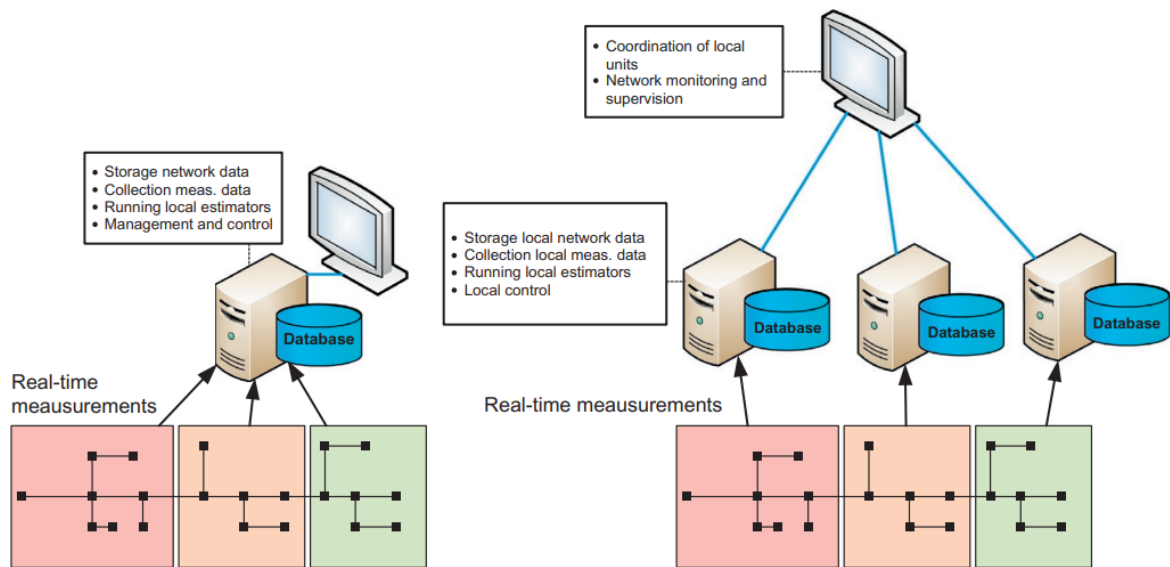 • Storage network data
• Collection meas. data
• Running local estimators
• Management and control
Database
Real-time
meausurements
• Coordination of local
units
• Network monitoring and
supervision
• Storage local network data
• Collection local meas. data
• Running local estimators
• Local control
Database
Database
Database
Real-time meausurements